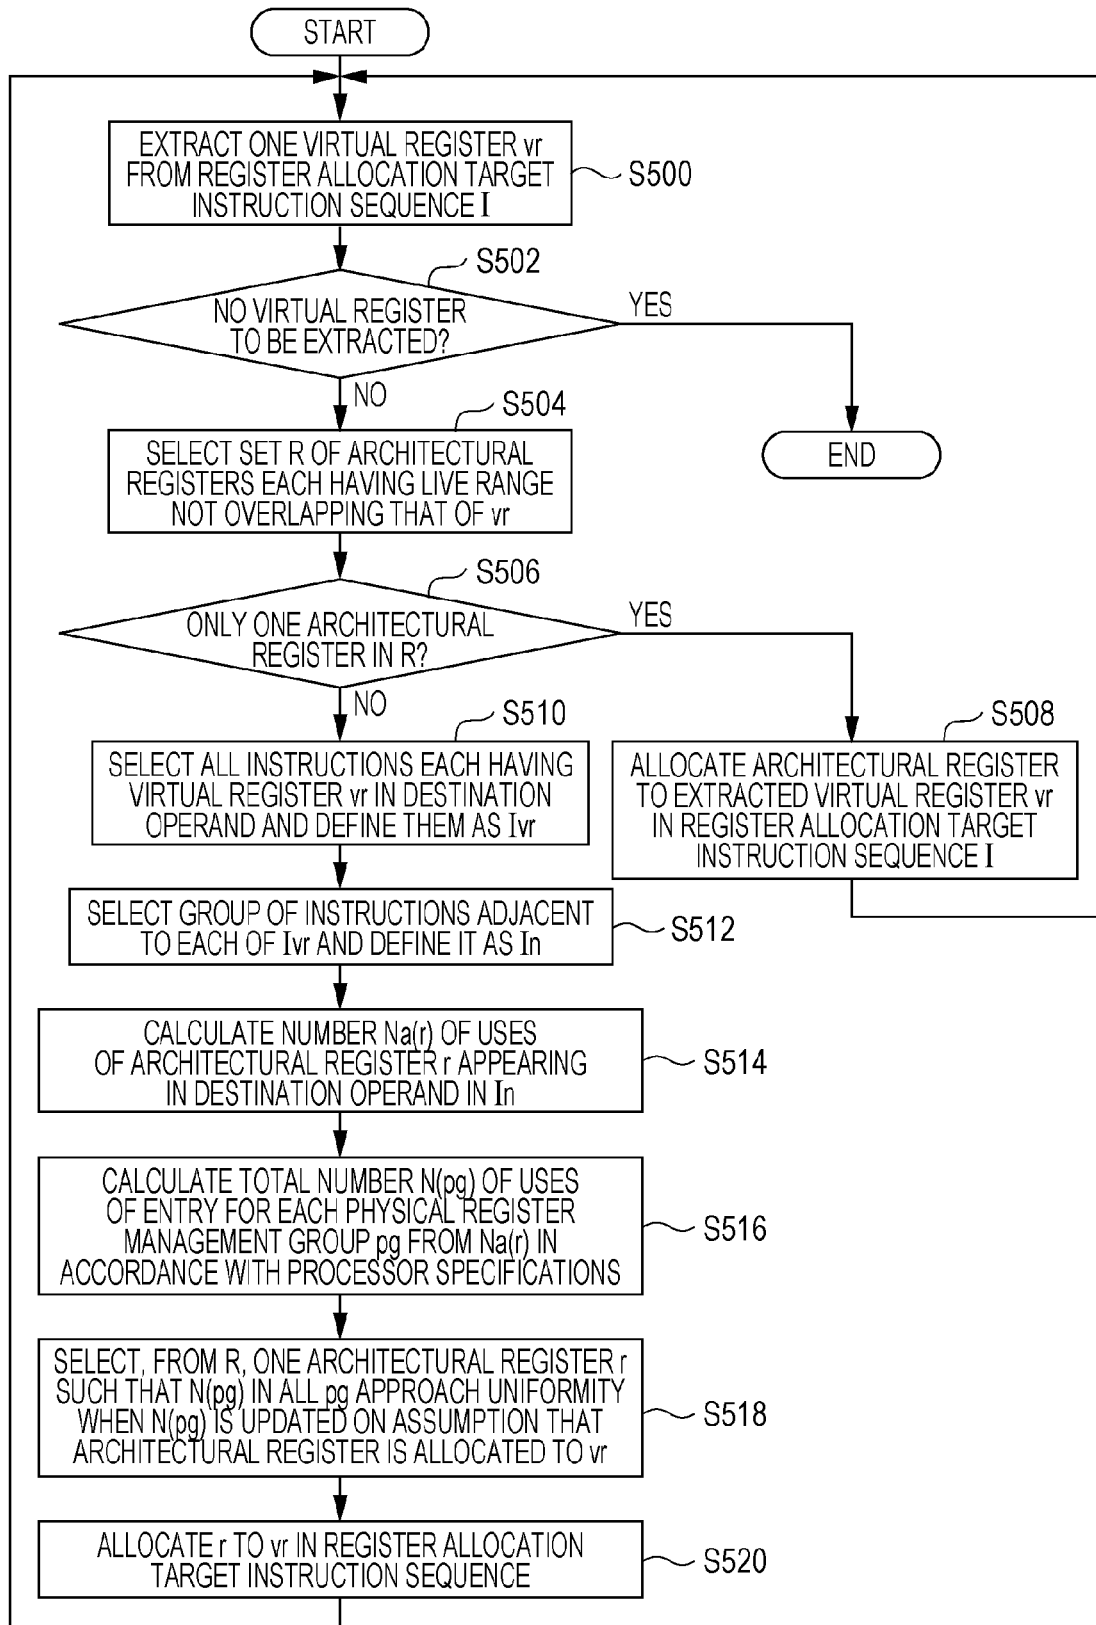 START
EXTRACT ONE VIRTUAL REGISTER vr
FROM REGISTER ALLOCATION TARGET
INSTRUCTION SEQUENCE I
S500
S502
NO VIRTUAL REGISTER
TO BE EXTRACTED?
YES
NO
END
S504
SELECT SET R OF ARCHITECTURAL
REGISTERS EACH HAVING LIVE RANGE
NOT OVERLAPPING THAT OF vr
S506
ONLY ONE ARCHITECTURAL
REGISTER IN R?
YES
NO
S508
ALLOCATE ARCHITECTURAL REGISTER
TO EXTRACTED VIRTUAL REGISTER vr
IN REGISTER ALLOCATION TARGET
INSTRUCTION SEQUENCE I
S510
SELECT ALL INSTRUCTIONS EACH HAVING
VIRTUAL REGISTER vr IN DESTINATION
OPERAND AND DEFINE THEM AS Ivr
SELECT GROUP OF INSTRUCTIONS ADJACENT
TO EACH OF Ivr AND DEFINE IT AS In
S512
CALCULATE NUMBER Na(r) OF USES
OF ARCHITECTURAL REGISTER r APPEARING
IN DESTINATION OPERAND IN In
S514
CALCULATE TOTAL NUMBER N(pg) OF USES
OF ENTRY FOR EACH PHYSICAL REGISTER
MANAGEMENT GROUP pg FROM Na(r) IN
ACCORDANCE WITH PROCESSOR SPECIFICATIONS
S516
SELECT, FROM R, ONE ARCHITECTURAL REGISTER r
SUCH THAT N(pg) IN ALL pg APPROACH UNIFORMITY
WHEN N(pg) IS UPDATED ON ASSUMPTION THAT
ARCHITECTURAL REGISTER IS ALLOCATED TO vr
S518
ALLOCATE r TO vr IN REGISTER ALLOCATION
TARGET INSTRUCTION SEQUENCE
S520